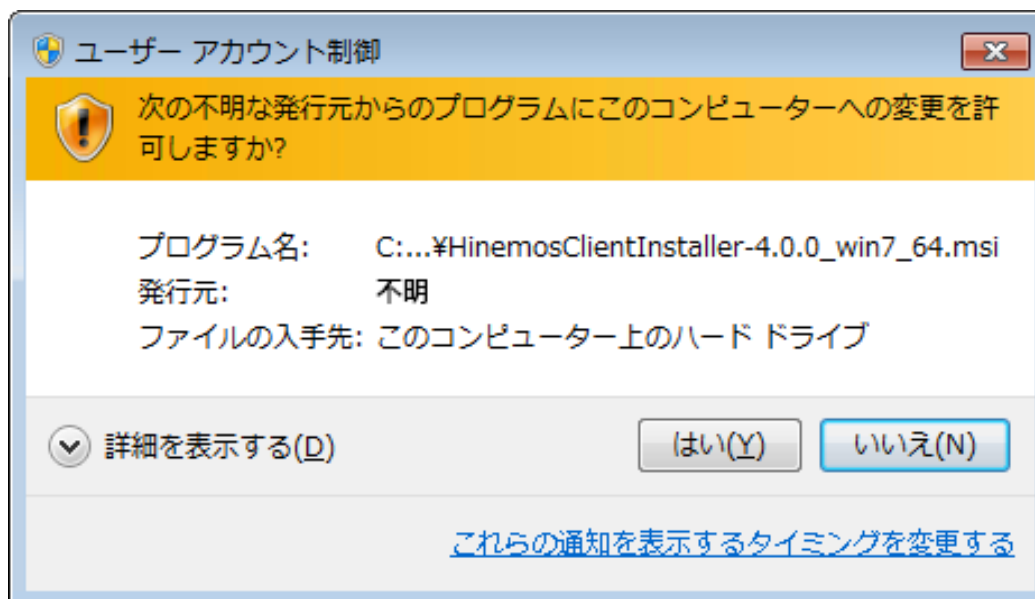 ユーザー アカウント制御
次の不明な発行元からのプログラムにこのコンピューターへの変更を許
可しますか?
プログラム名: C:...¥HinemosClientInstaller-4.0.0_win7_64.msi
発行元: 不明
ファイルの入手先: このコンピューター上のハード ドライブ
詳細を表示する(D) はい(Y) いいえ(N)
これらの通知を表示するタイミングを変更する